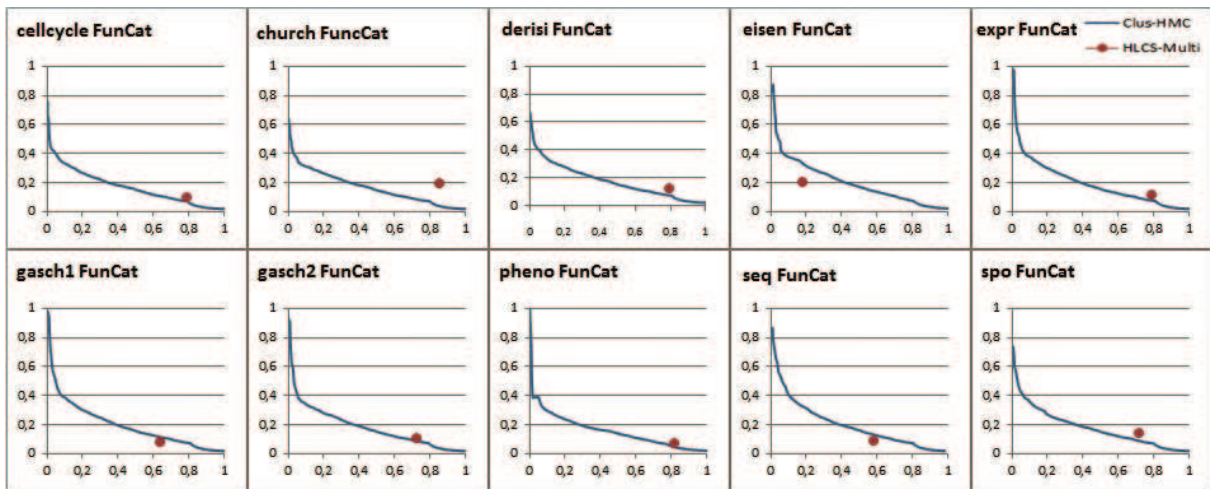 cellcycle FunCat
church FuncCat
derisi FunCat
eisen FunCat
expr FunCat
Clus-HMC
HLCS-Multi
1
0,8
0,6
0,4
0,2
0
0 0,2 0,4 0,6 0,8 1
1
0,8
0,6
0,4
0,2
0
0 0,2 0,4 0,6 0,8 1
1
0,8
0,6
0,4
0,2
0
0 0,2 0,4 0,6 0,8 1
1
0,8
0,6
0,4
0,2
0
0 0,2 0,4 0,6 0,8 1
1
0,8
0,6
0,4
0,2
0
0 0,2 0,4 0,6 0,8 1
gasch1 FunCat
gasch2 FunCat
pheno FunCat
seq FunCat
spo FunCat
1
0,8
0,6
0,4
0,2
0
0 0,2 0,4 0,6 0,8 1
1
0,8
0,6
0,4
0,2
0
0 0,2 0,4 0,6 0,8 1
1
0,8
0,6
0,4
0,2
0
0 0,2 0,4 0,6 0,8 1
1
0,8
0,6
0,4
0,2
0
0 0,2 0,4 0,6 0,8 1
1
0,8
0,6
0,4
0,2
0
0 0,2 0,4 0,6 0,8 1